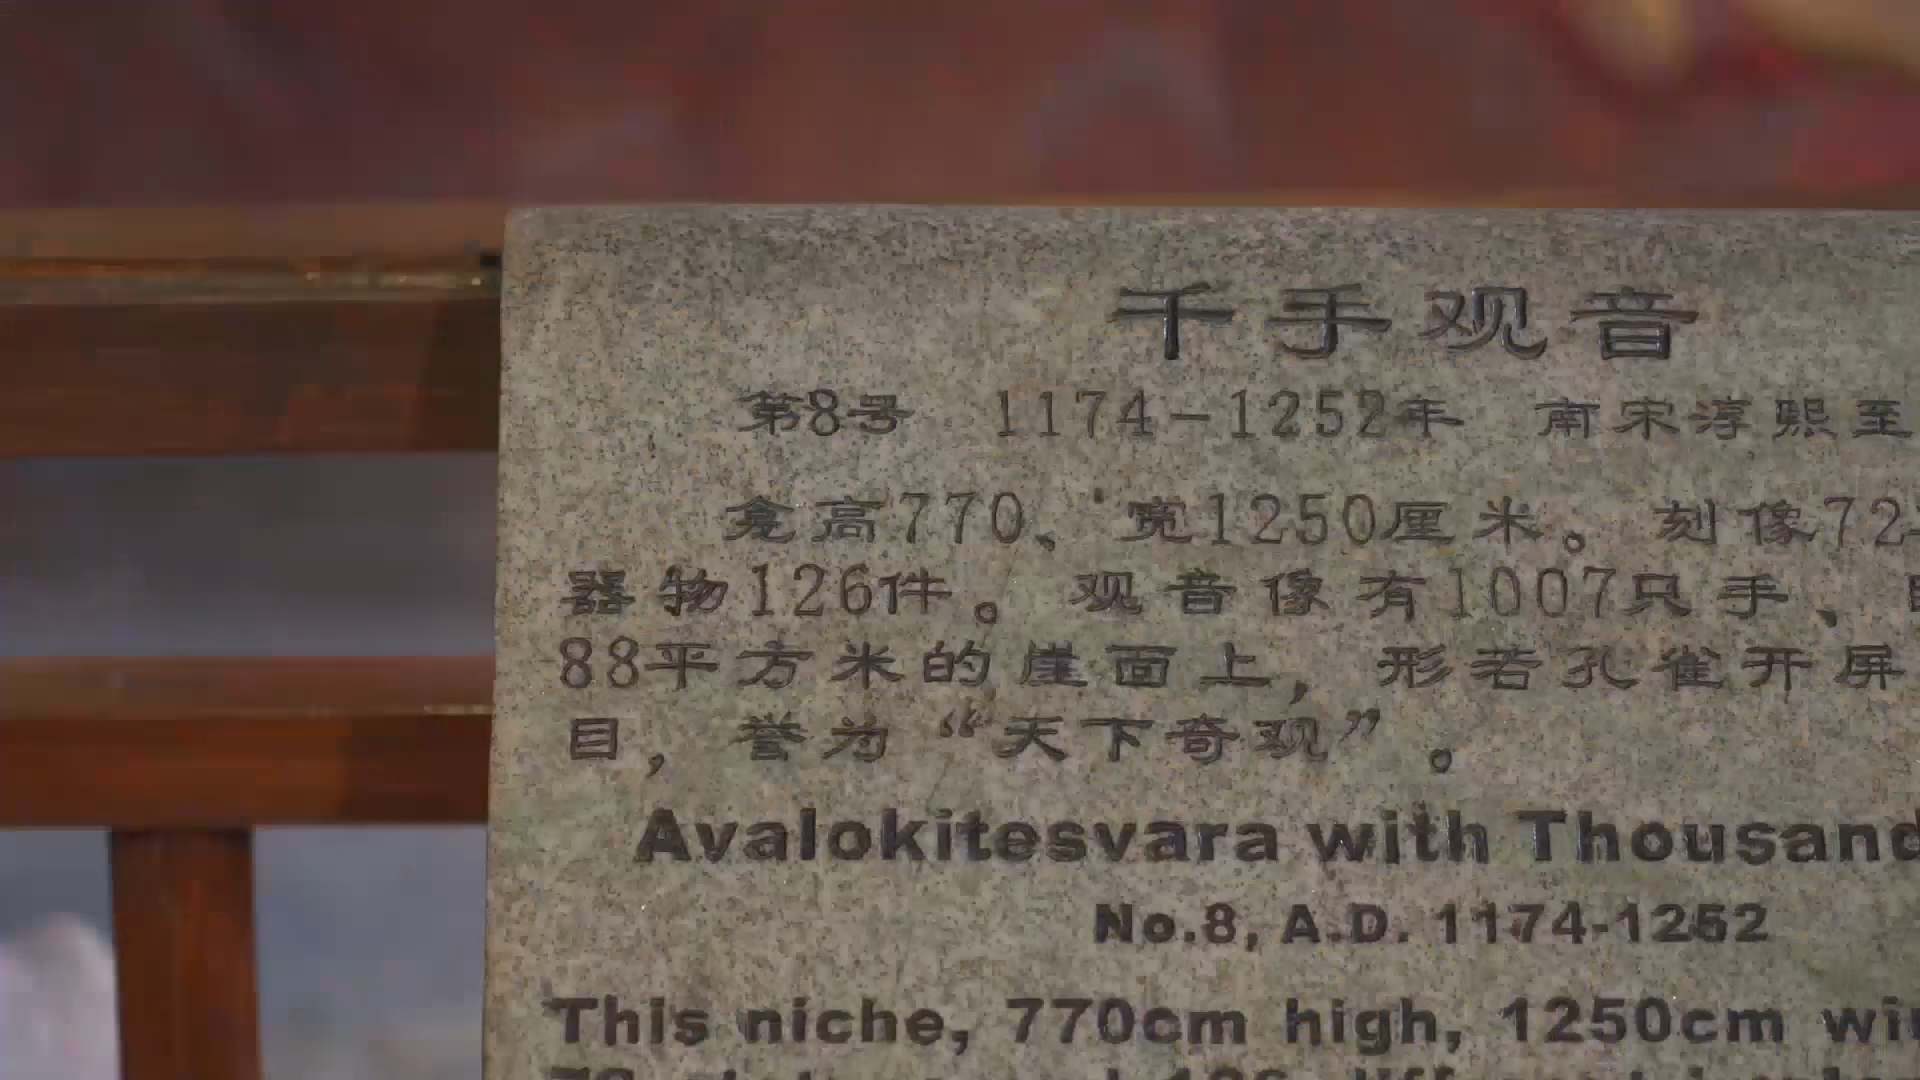 千手观音
第8号 1174-1252年 南宋淳熙至
龛高770、宽1250厘米。刻像72
器物126件。观音像有1007只手、
88平方米的崖面上，形若孔雀开屏
目，誉为“天下奇观”。
Avalokitesvara with Thousand
No.8, A.D. 1174-1252
This niche, 770cm high, 1250cm wi